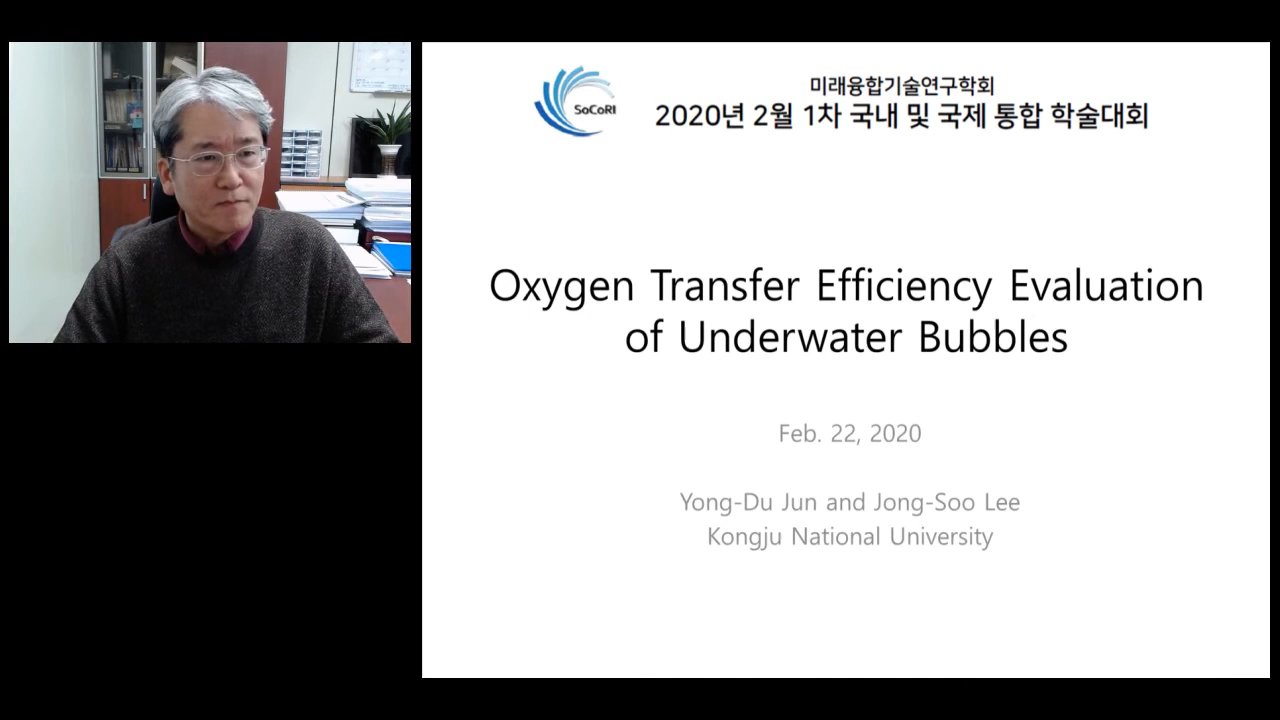 SoCoRI
미래융합기술연구학회
2020년 2월 1차 국내 및 국제 통합 학술대회
Oxygen Transfer Efficiency Evaluation
of Underwater Bubbles
Feb. 22, 2020
Yong-Du Jun and Jong-Soo Lee
Kongju National University